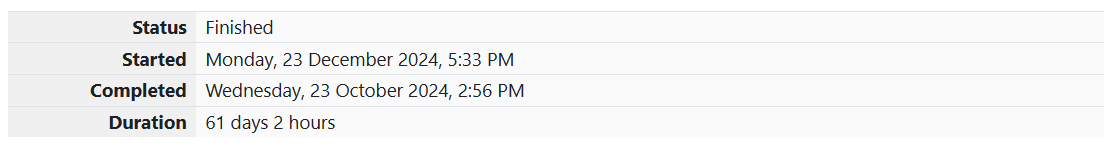 Status Finished
Started Monday, 23 December 2024, 5:33 PM
Completed Wednesday, 23 October 2024, 2:56 PM
Duration 61 days 2 hours